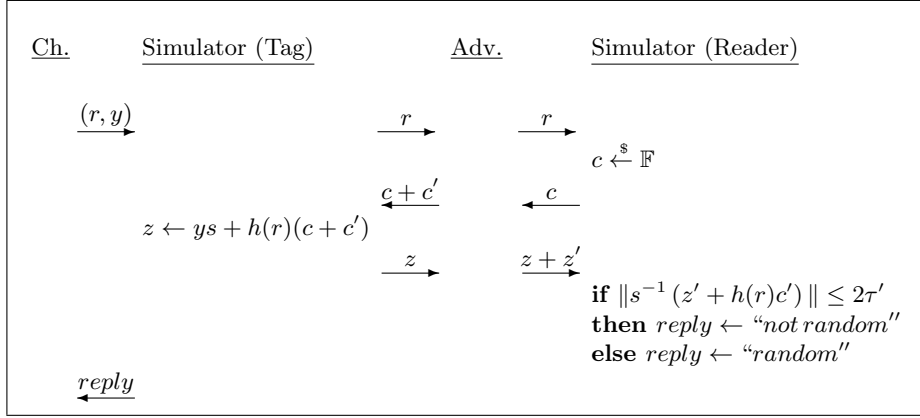 Ch. Simulator (Tag) Adv. Simulator (Reader)
(r, y) r r
c ←$ 𝔽
c + c′ c
z ← ys + h(r)(c + c′)
z z + z′
if ‖s⁻¹ (z′ + h(r)c′) ‖ ≤ 2τ′
then reply ← “not random′′
else reply ← “random′′
reply